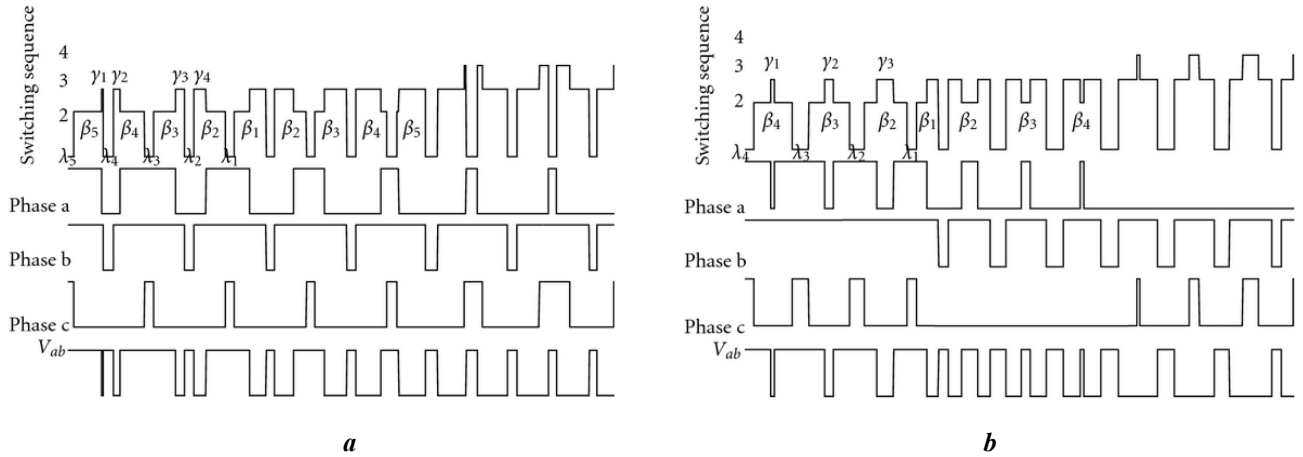 Switching sequence
4
3
2
γ1 γ2 γ3 γ4
β5 β4 β3 β2 β1 β2 β3 β4 β5
λ5 λ4 λ3 λ2 λ1
Phase a
Phase b
Phase c
Vab
a
Switching sequence
4
3
2
1
γ1 γ2 γ3
β4 β3 β2 β1 β2 β3 β4
λ4 λ3 λ2 λ1
Phase a
Phase b
Phase c
Vab
b